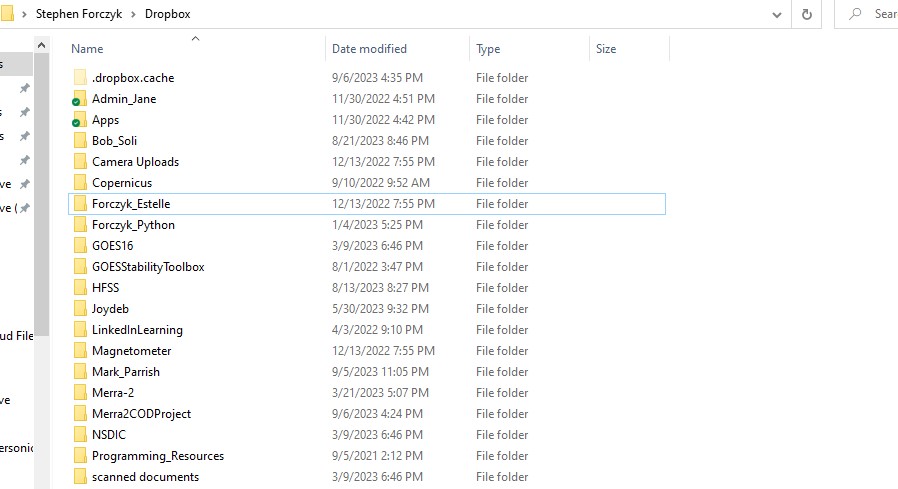 Stephen Forczyk > Dropbox Sear
Name Date modified Type Size
.dropbox.cache 9/6/2023 4:35 PM File folder
s Admin_Jane 11/30/2022 4:51 PM File folder
Apps 11/30/2022 4:42 PM File folder
s Bob_Soli 8/21/2023 8:46 PM File folder
Camera Uploads 12/13/2022 7:55 PM File folder
ve Copernicus 9/10/2022 9:52 AM File folder
ve ( Forczyk_Estelle 12/13/2022 7:55 PM File folder
Forczyk_Python 1/4/2023 5:25 PM File folder
GOES16 3/9/2023 6:46 PM File folder
GOESStabilityToolbox 8/1/2022 3:47 PM File folder
HFSS 8/13/2023 8:27 PM File folder
Joydeb 5/30/2023 9:32 PM File folder
ud File LinkedInLearning 4/3/2022 9:10 PM File folder
Magnetometer 12/13/2022 7:55 PM File folder
Mark_Parrish 9/5/2023 11:05 PM File folder
ve Merra-2 3/21/2023 5:07 PM File folder
Merra2CODProject 9/6/2023 4:24 PM File folder
NSDIC 3/9/2023 6:46 PM File folder
ersonic Programming_Resources 9/5/2021 2:12 PM File folder
scanned documents 3/9/2023 6:46 PM File folder